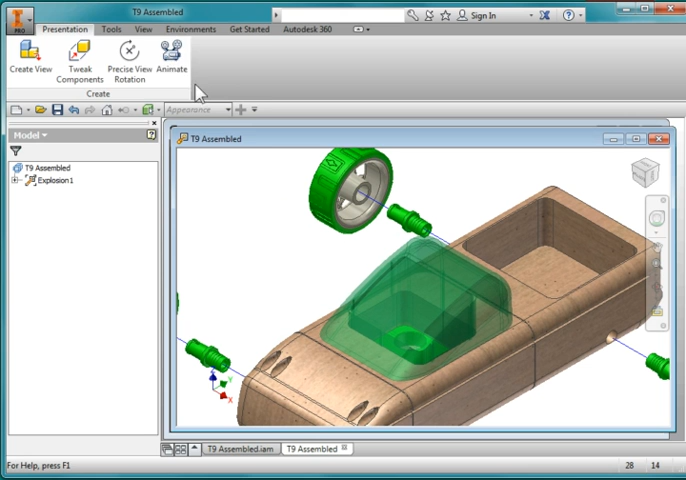 T9 Assembled
PRO
Sign In
Presentation Tools View Environments Get Started Autodesk 360
Create View
Tweak Components
Precise View Rotation
Animate
Create
Appearance
Model
T9 Assembled
Explosion1
T9 Assembled
T9 Assembled.iam
T9 Assembled
For Help, press F1
28 14